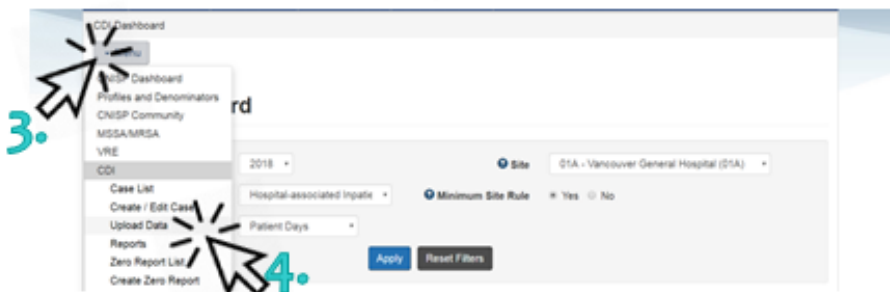 CDI Dashboard
Menu
CNISP Dashboard
Profiles and Denominators
rd
CNISP Community
3.
MSSA/MRSA
VRE
2018
Site
01A - Vancouver General Hospital (01A)
CDI
Case List
Hospital-associated Inpatie
Minimum Site Rule
Yes
No
Create / Edit Case
Upload Data
Patient Days
Reports
Apply
Reset Filters
Zero Report List
4.
Create Zero Report